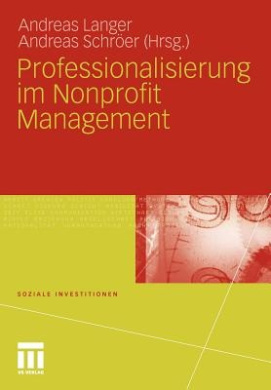 Andreas Langer
Andreas Schröer (Hrsg.)
Professionalisierung
im Nonprofit
Management
SOZIALE INVESTITIONEN
VS VERLAG